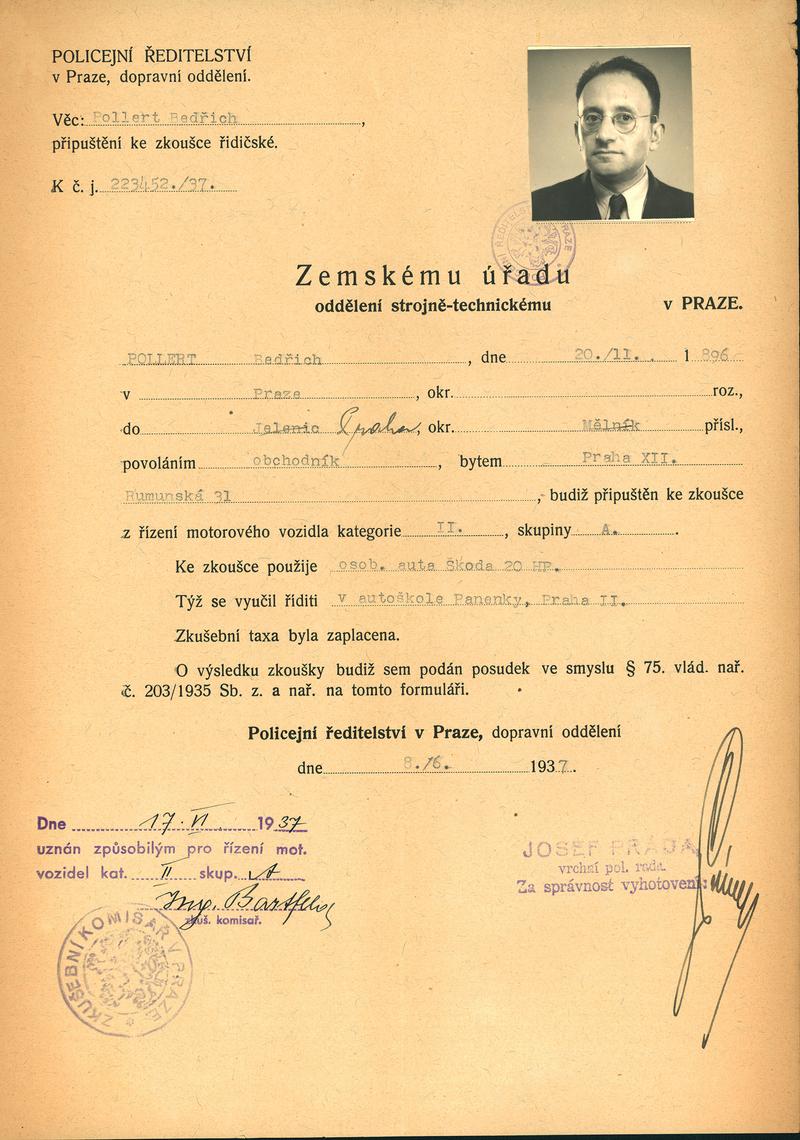 POLICEJNÍ ŘEDITELSTVÍ
v Praze, dopravní oddělení.
Věc: Pollert Bedřich,
připuštění ke zkoušce řidičské.
K č. j. 223452./37.
Zemskému úřadu
oddělení strojně-technickému v PRAZE.
POLLERT Bedřich, dne 20./II. 1896
v Praze, okr. roz.,
do Jelenic Praha, okr. Mělník přísl.,
povoláním obchodník, bytem Praha XII.
Rumunská 31, budiž připuštěn ke zkoušce
z řízení motorového vozidla kategorie II., skupiny A.
Ke zkoušce použije osob. auta Škoda 20 HP.
Týž se vyučil říditi v autoškole Panenky, Praha II.
Zkušební taxa byla zaplacena.
O výsledku zkoušky budiž sem podán posudek ve smyslu § 75. vlád. nař.
č. 203/1935 Sb. z. a nař. na tomto formuláři.
Policejní ředitelství v Praze, dopravní oddělení
dne 8./6. 1937.
Dne 17. VI. 1937
uznán způsobilým pro řízení mot.
vozidel kat. II skup. A
Ing. Bartfeld
zkuš. komisař.
ZKUŠEBNÍ KOMISAŘ V PRAZE
JOSEF PRÁDA
vrchní pol. rada.
Za správnost vyhotovení: